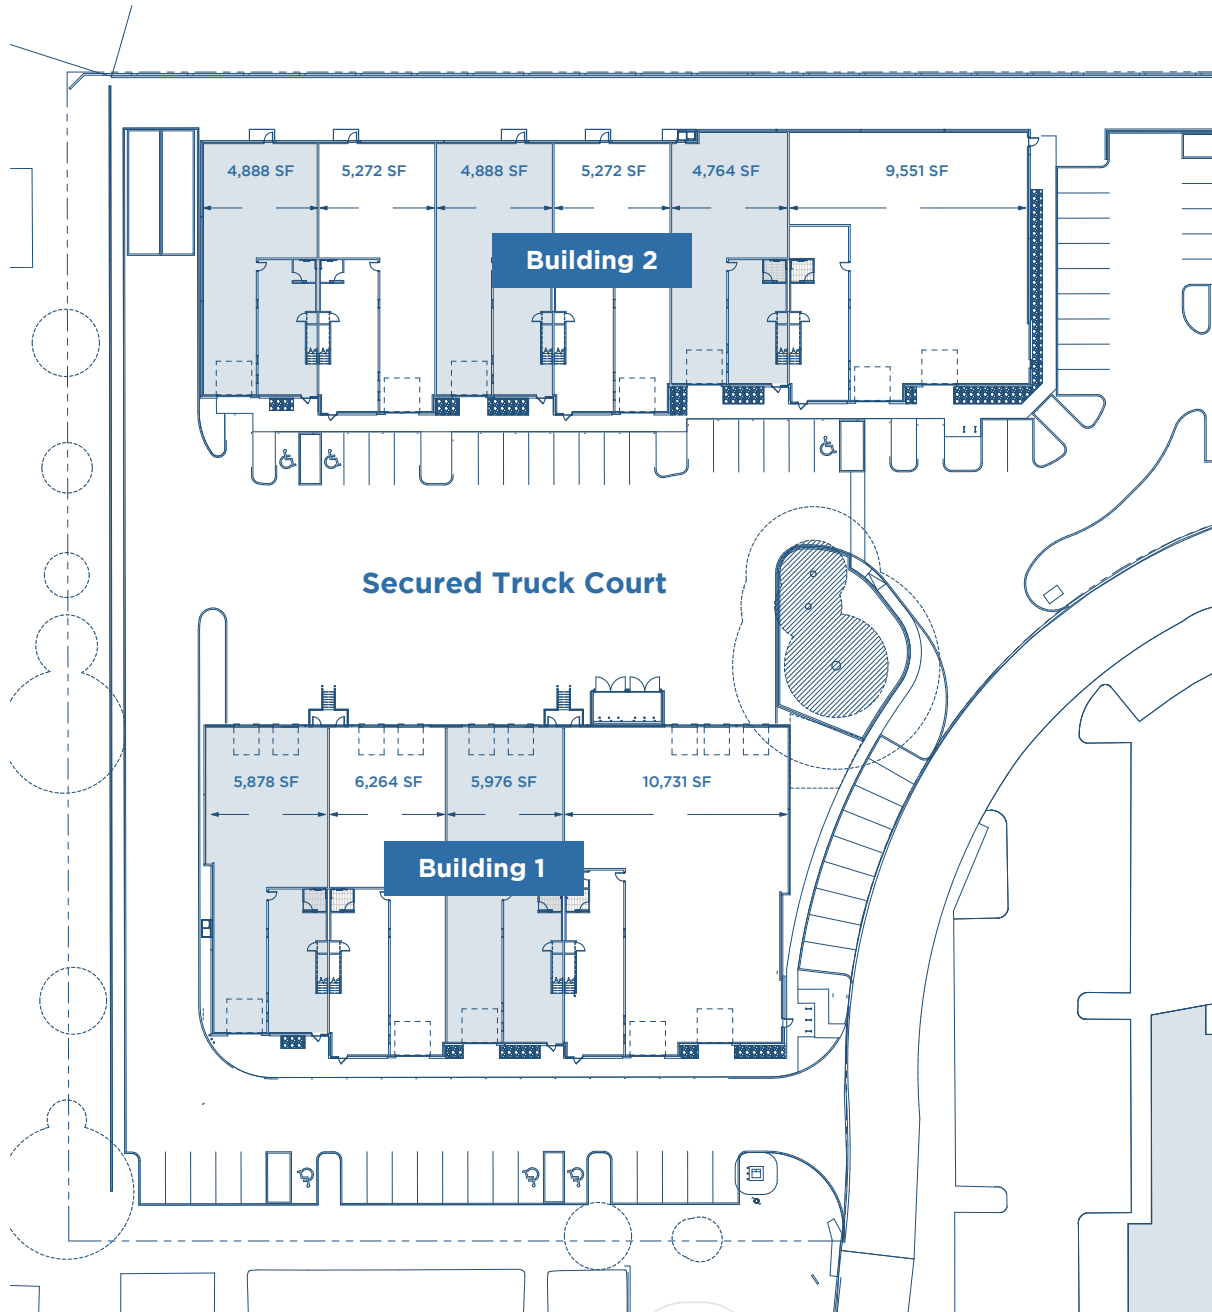 4,888 SF
5,272 SF
4,888 SF
5,272 SF
4,764 SF
9,551 SF
Building 2
Secured Truck Court
5,878 SF
6,264 SF
5,976 SF
10,731 SF
Building 1